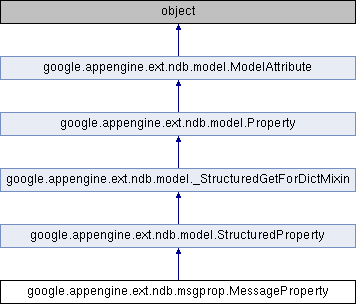 object
google.appengine.ext.ndb.model.ModelAttribute
google.appengine.ext.ndb.model.Property
google.appengine.ext.ndb.model._StructuredGetForDictMixin
google.appengine.ext.ndb.model.StructuredProperty
google.appengine.ext.ndb.msgprop.MessageProperty